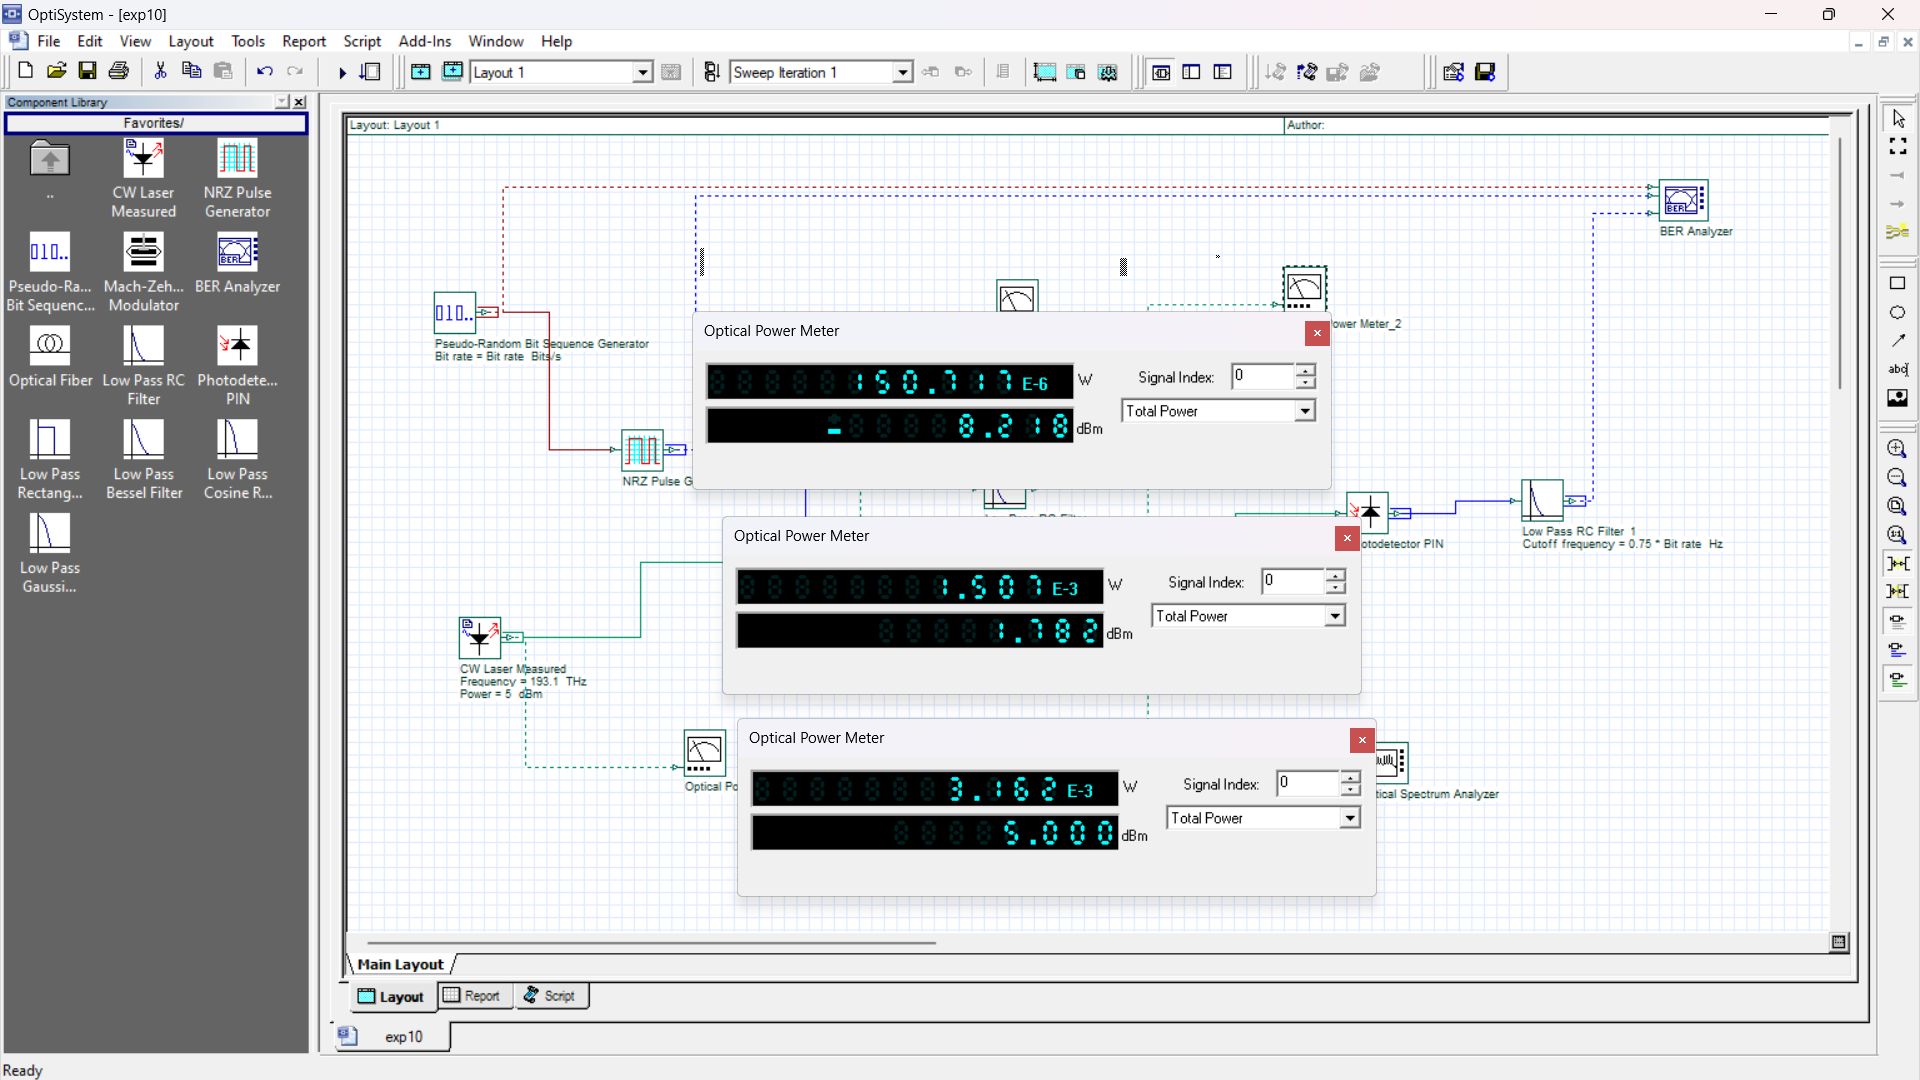 OptiSystem - [exp10]
File Edit View Layout Tools Report Script Add-Ins Window Help
Layout 1
Sweep Iteration 1
Component Library
Favorites/
..
CW Laser Measured
NRZ Pulse Generator
Pseudo-Ra... Bit Sequenc...
Mach-Zeh... Modulator
BER Analyzer
Optical Fiber
Low Pass RC Filter
Photodete... PIN
Low Pass Rectang...
Low Pass Bessel Filter
Low Pass Cosine R...
Low Pass Gaussi...
Layout: Layout 1
Author:
BER Analyzer
Pseudo-Random Bit Sequence Generator
Bit rate = Bit rate Bits/s
ower Meter_2
NRZ Pulse G
Optical Power Meter
150.717 E-6 W
-8.218 dBm
Signal Index: 0
Total Power
otodetector PIN
Low Pass RC Filter 1
Cutoff frequency = 0.75 * Bit rate Hz
Optical Power Meter
1.507 E-3 W
1.782 dBm
Signal Index: 0
Total Power
CW Laser Measured
Frequency = 193.1 THz
Power = 5 dBm
Optical Po
Optical Power Meter
3.162 E-3 W
5.000 dBm
Signal Index: 0
Total Power
tical Spectrum Analyzer
Main Layout
Layout Report Script
exp10
Ready